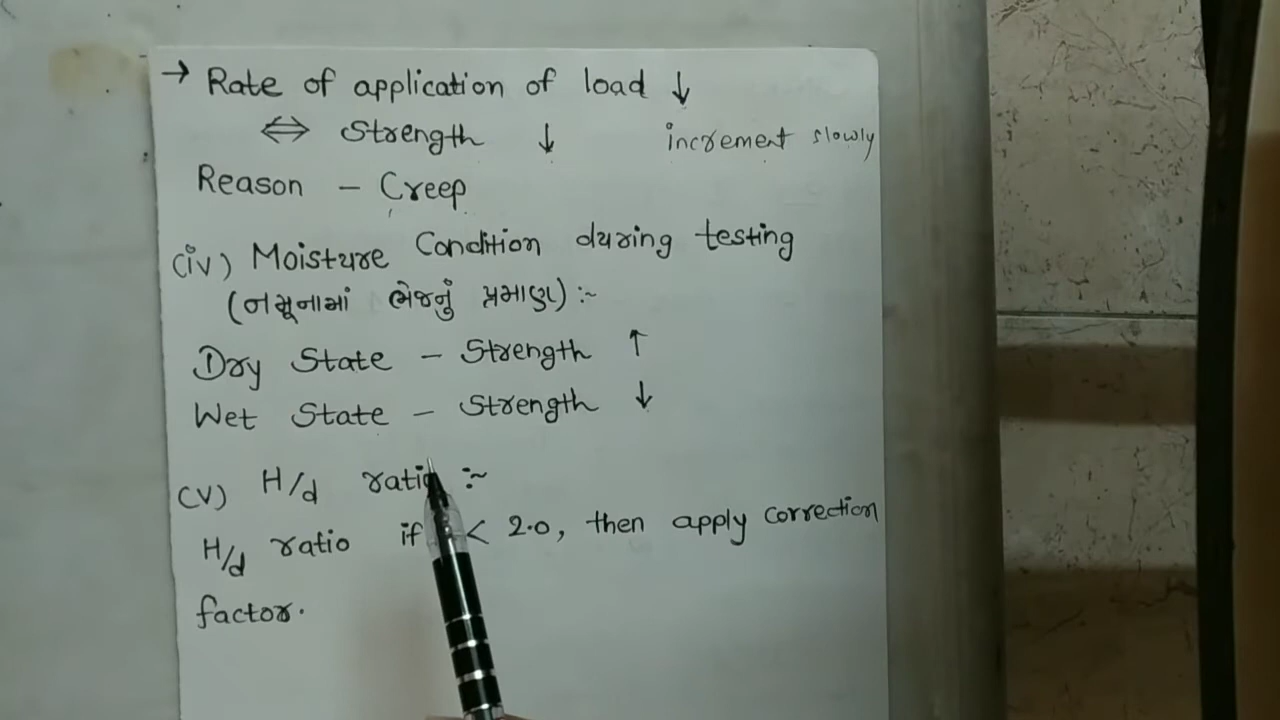 → Rate of application of load ↓
⇔ Strength ↓ increment slowly
Reason - Creep
(iv) Moisture Condition during testing
(નમૂનામાં ભેજનું પ્રમાણ) :~
Dry State - Strength ↑
Wet State - Strength ↓
(v) H/d ratio :~
H/d ratio if < 2.0, then apply correction
factor.